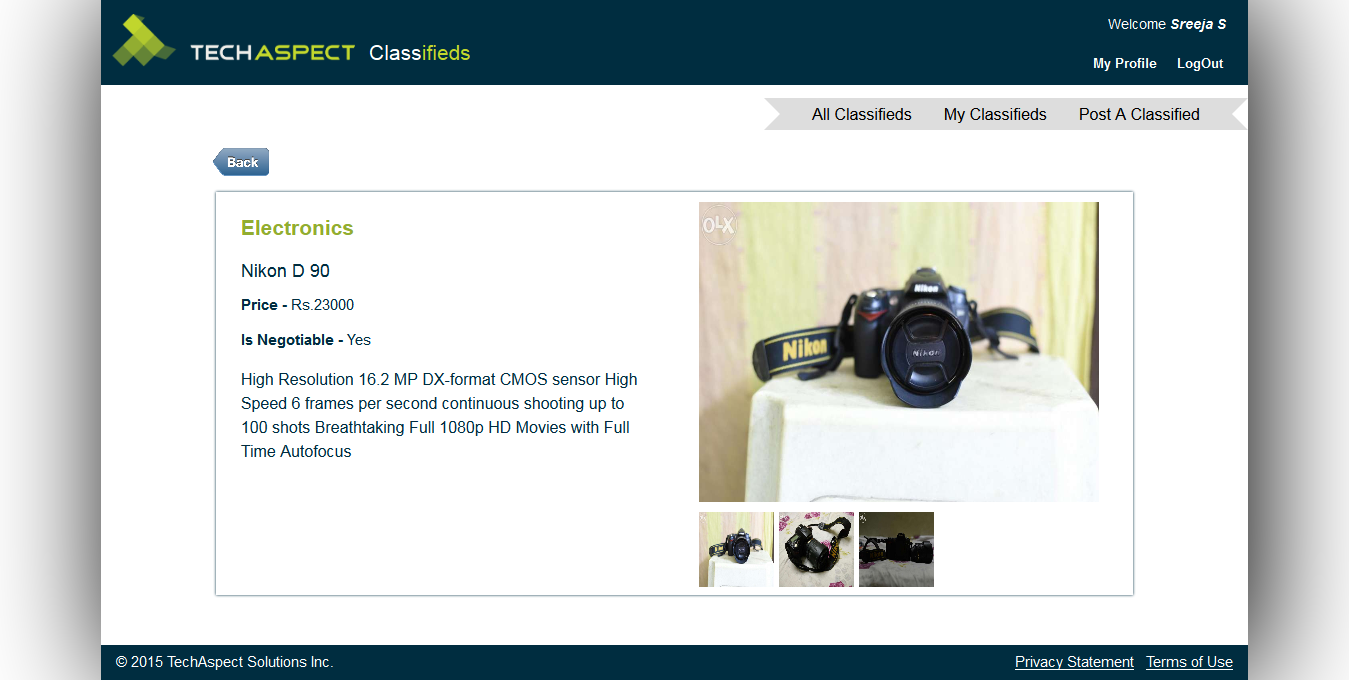 TECHASPECT Classifieds
Welcome Sreeja S
My Profile LogOut
All Classifieds My Classifieds Post A Classified
Back
Electronics
Nikon D 90
Price - Rs.23000
Is Negotiable - Yes
High Resolution 16.2 MP DX-format CMOS sensor High
Speed 6 frames per second continuous shooting up to
100 shots Breathtaking Full 1080p HD Movies with Full
Time Autofocus
OLX
Nikon
Nikon
Nikon
© 2015 TechAspect Solutions Inc.
Privacy Statement Terms of Use